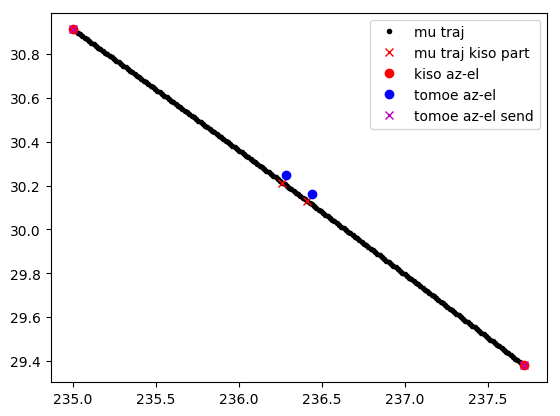 30.8
30.6
30.4
30.2
30.0
29.8
29.6
29.4
235.0 235.5 236.0 236.5 237.0 237.5
mu traj
mu traj kiso part
kiso az-el
tomoe az-el
tomoe az-el send